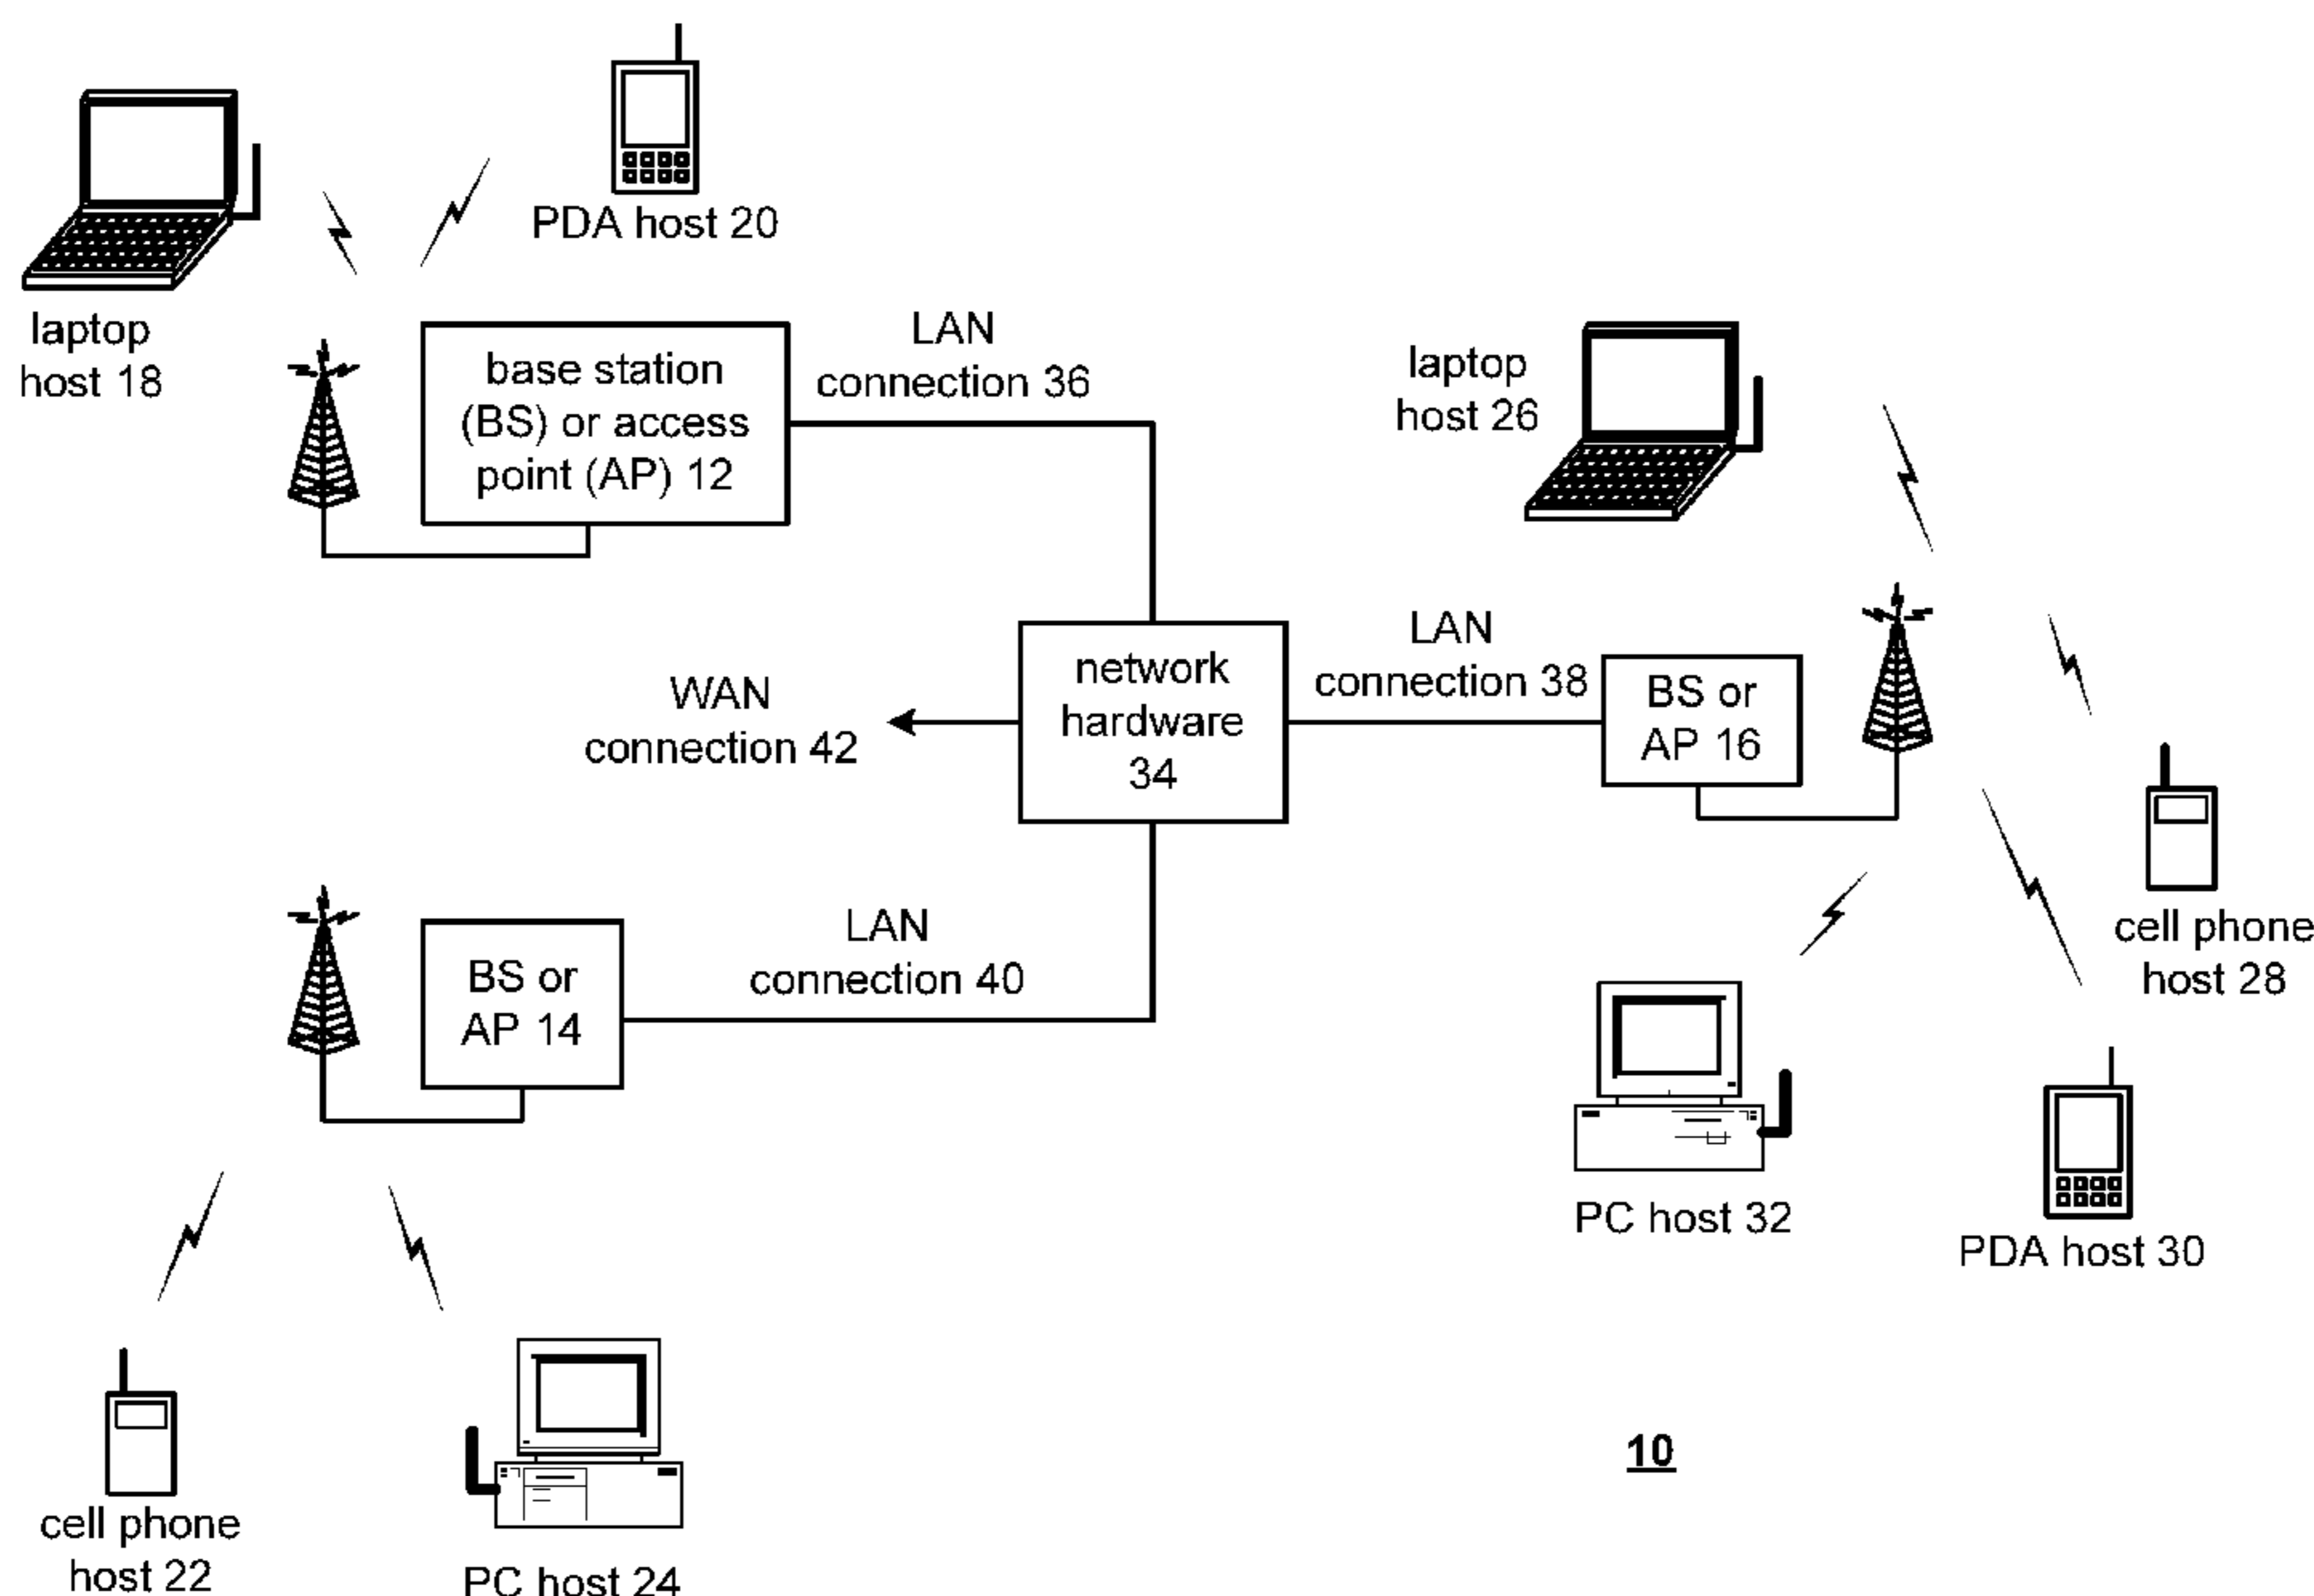 PDA host 20
laptop
host 18
base station
(BS) or access
point (AP) 12
LAN
connection 36
laptop
host 26
network
hardware
34
LAN
connection 38
BS or
AP 16
WAN
connection 42
cell phone
host 28
BS or
AP 14
LAN
connection 40
PC host 32
PDA host 30
cell phone
host 22
PC host 24
10